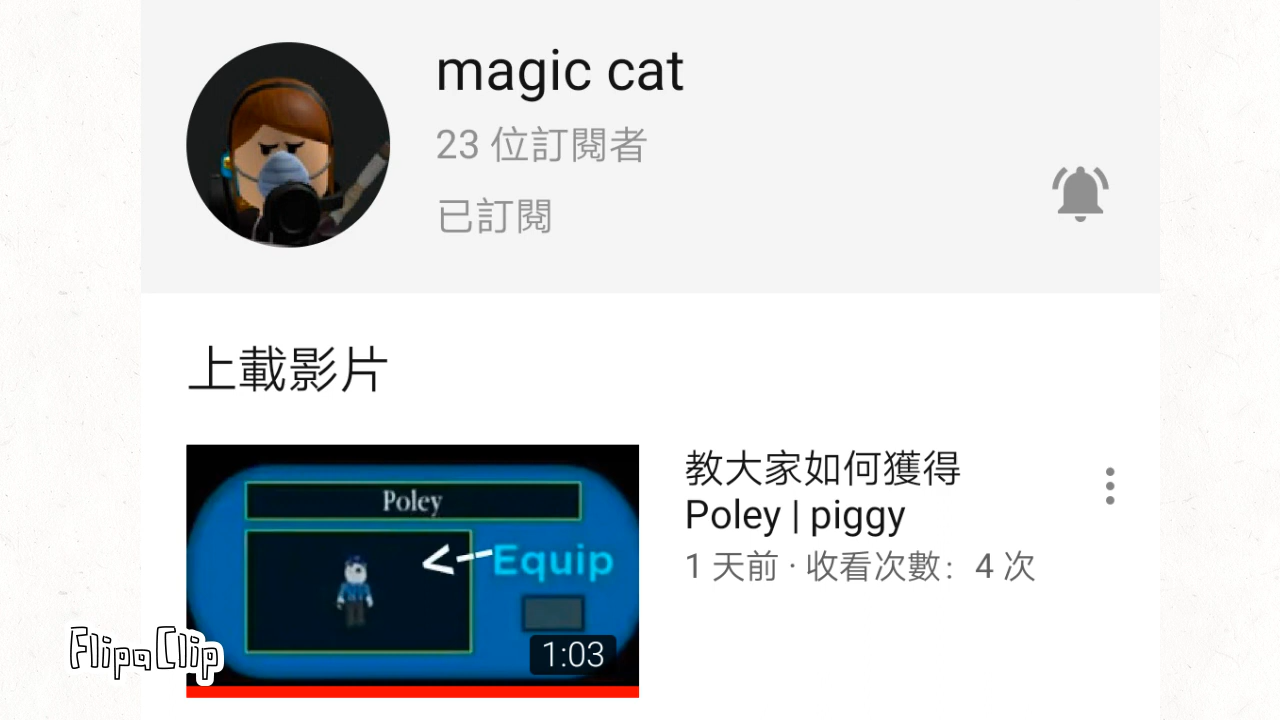 magic cat
23 位訂閱者
已訂閱
上載影片
Poley
Equip
1:03
教大家如何獲得
Poley | piggy
1 天前 · 收看次數：4 次
FlipaClip